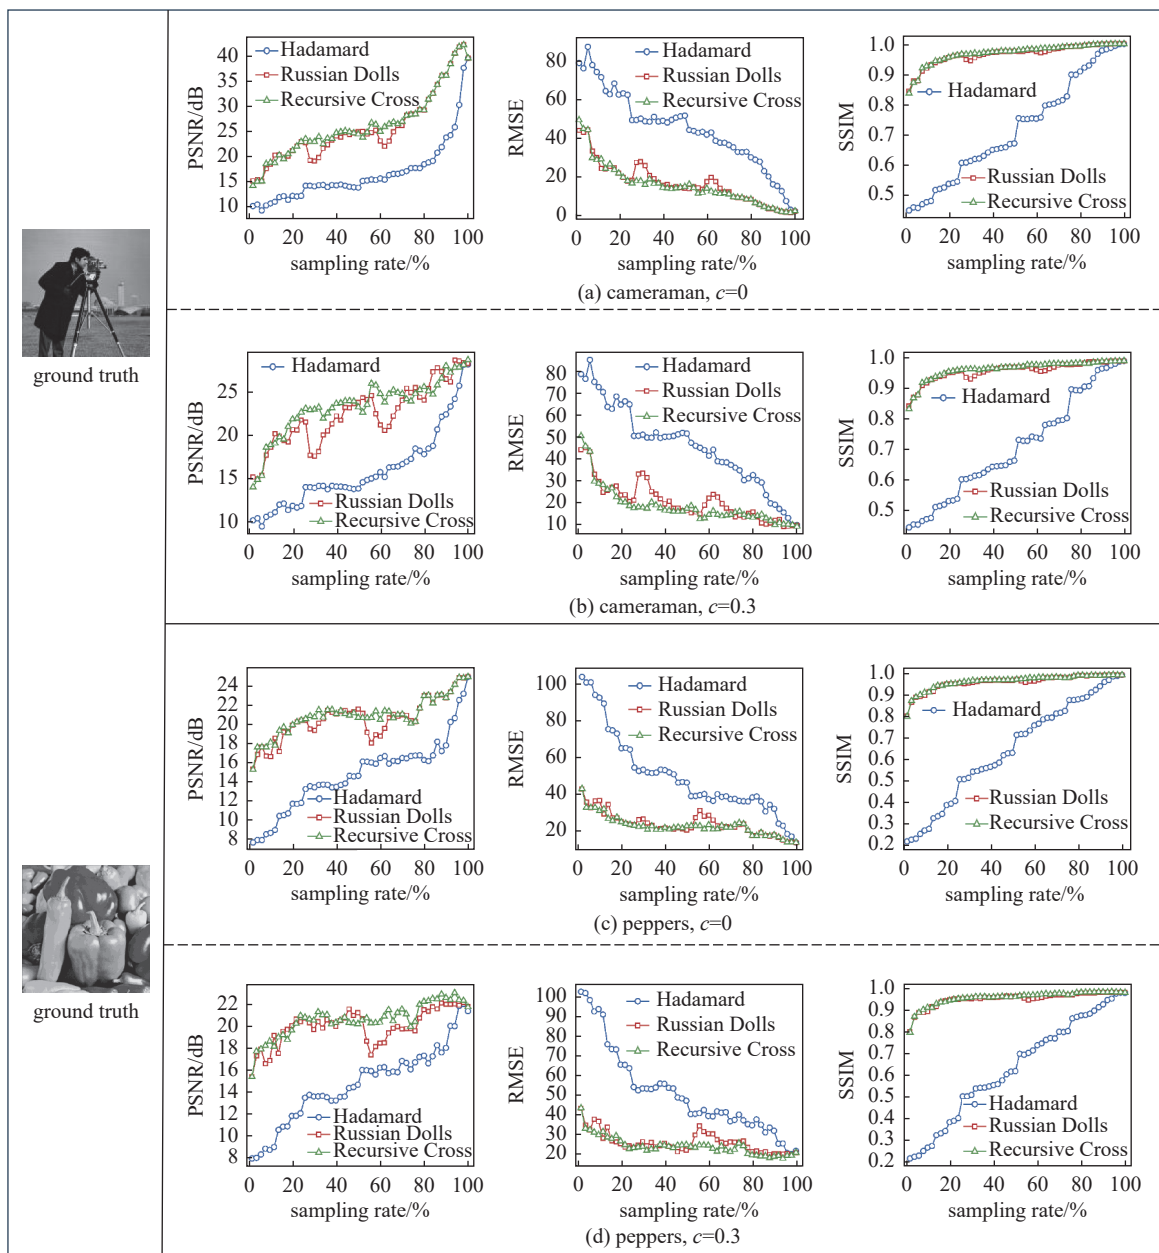 PSNR/dB
40
35
30
25
20
15
10
Hadamard
Russian Dolls
Recursive Cross
0 20 40 60 80 100
sampling rate/%
RMSE
80
60
40
20
0
Hadamard
Russian Dolls
Recursive Cross
0 20 40 60 80 100
sampling rate/%
SSIM
1.0
0.9
0.8
0.7
0.6
0.5
Hadamard
Russian Dolls
Recursive Cross
0 20 40 60 80 100
sampling rate/%
(a) cameraman, c=0
ground truth
PSNR/dB
25
20
15
10
Hadamard
Russian Dolls
Recursive Cross
0 20 40 60 80 100
sampling rate/%
RMSE
80
70
60
50
40
30
20
10
Hadamard
Russian Dolls
Recursive Cross
0 20 40 60 80 100
sampling rate/%
SSIM
1.0
0.9
0.8
0.7
0.6
0.5
Hadamard
Russian Dolls
Recursive Cross
0 20 40 60 80 100
sampling rate/%
(b) cameraman, c=0.3
PSNR/dB
24
22
20
18
16
14
12
10
8
Hadamard
Russian Dolls
Recursive Cross
0 20 40 60 80 100
sampling rate/%
RMSE
100
80
60
40
20
Hadamard
Russian Dolls
Recursive Cross
0 20 40 60 80 100
sampling rate/%
SSIM
1.0
0.9
0.8
0.7
0.6
0.5
0.4
0.3
0.2
Hadamard
Russian Dolls
Recursive Cross
0 20 40 60 80 100
sampling rate/%
(c) peppers, c=0
ground truth
PSNR/dB
22
20
18
16
14
12
10
8
Hadamard
Russian Dolls
Recursive Cross
0 20 40 60 80 100
sampling rate/%
RMSE
100
90
80
70
60
50
40
30
20
Hadamard
Russian Dolls
Recursive Cross
0 20 40 60 80 100
sampling rate/%
SSIM
1.0
0.9
0.8
0.7
0.6
0.5
0.4
0.3
0.2
Hadamard
Russian Dolls
Recursive Cross
0 20 40 60 80 100
sampling rate/%
(d) peppers, c=0.3